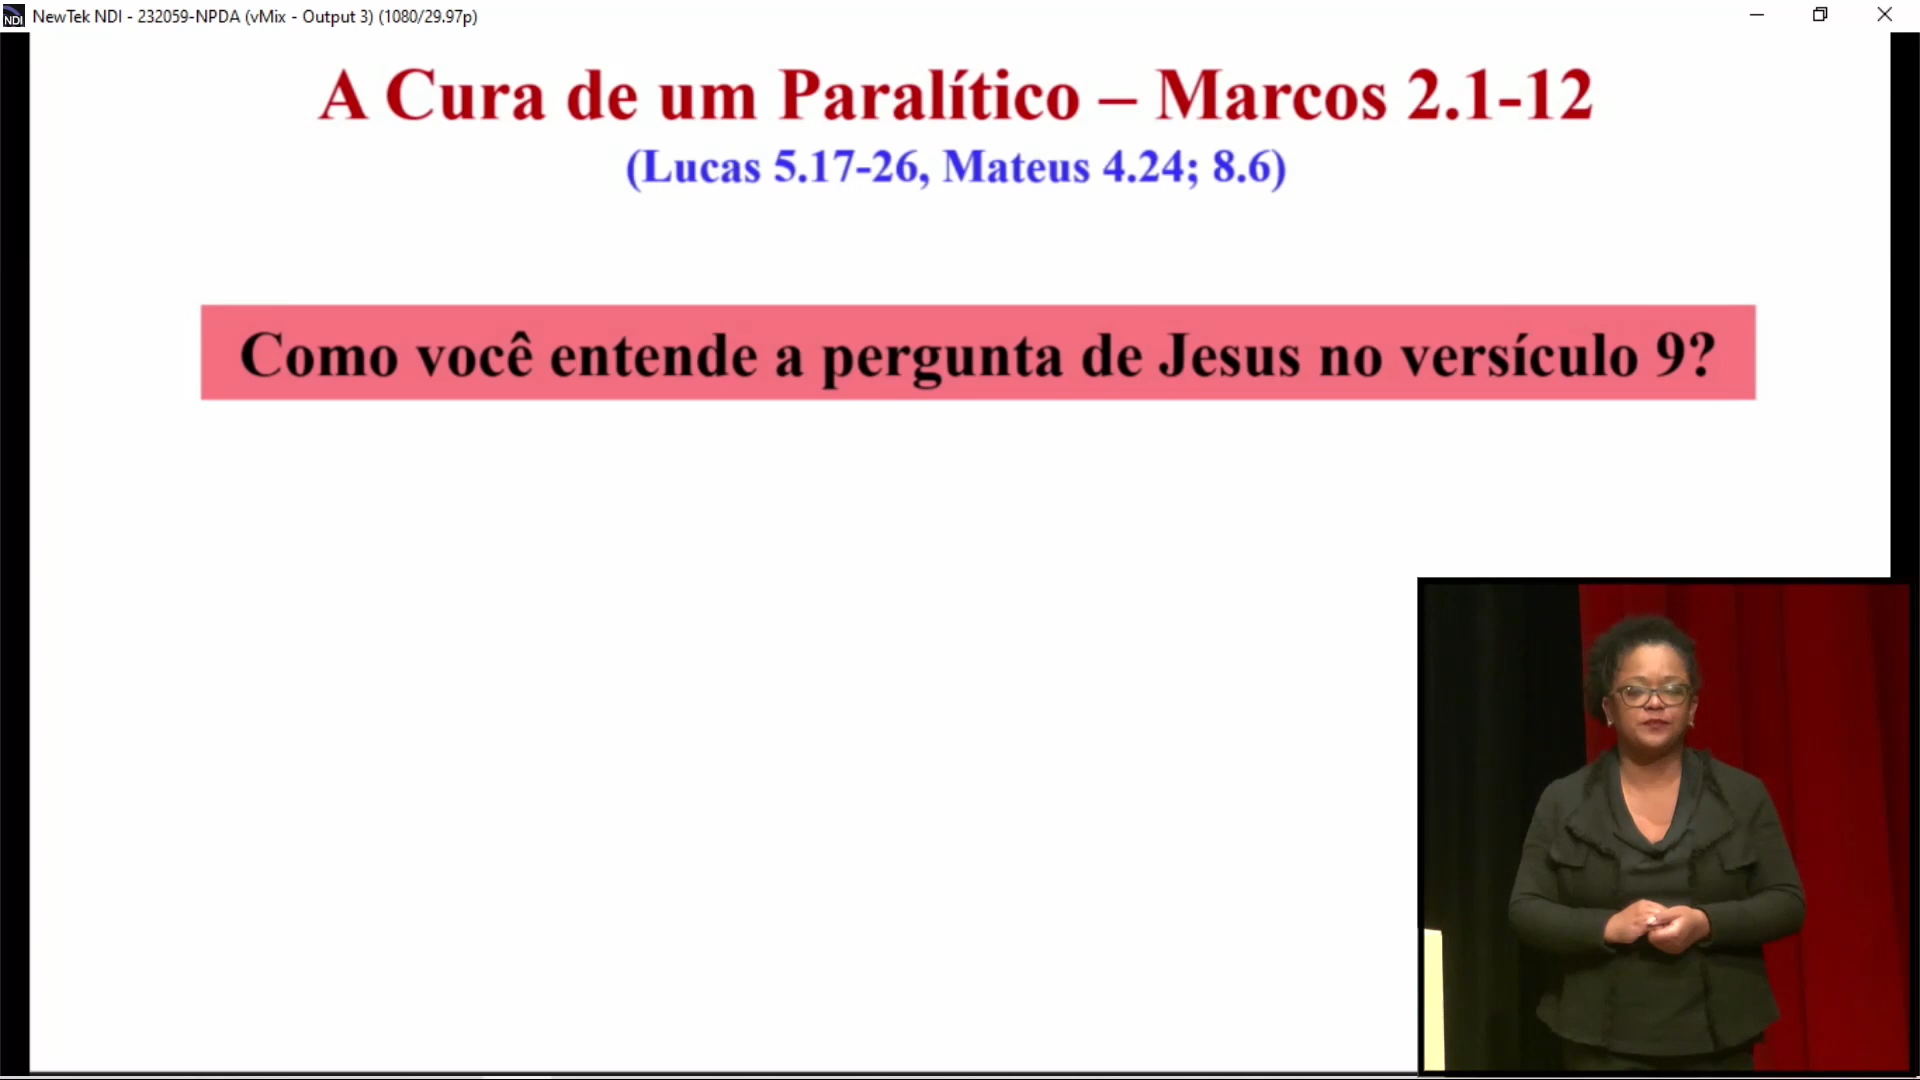 NDI NewTek NDI - 232059-NPDA (vMix - Output 3) (1080/29.97p)
A Cura de um Paralítico – Marcos 2.1-12
(Lucas 5.17-26, Mateus 4.24; 8.6)
Como você entende a pergunta de Jesus no versículo 9?